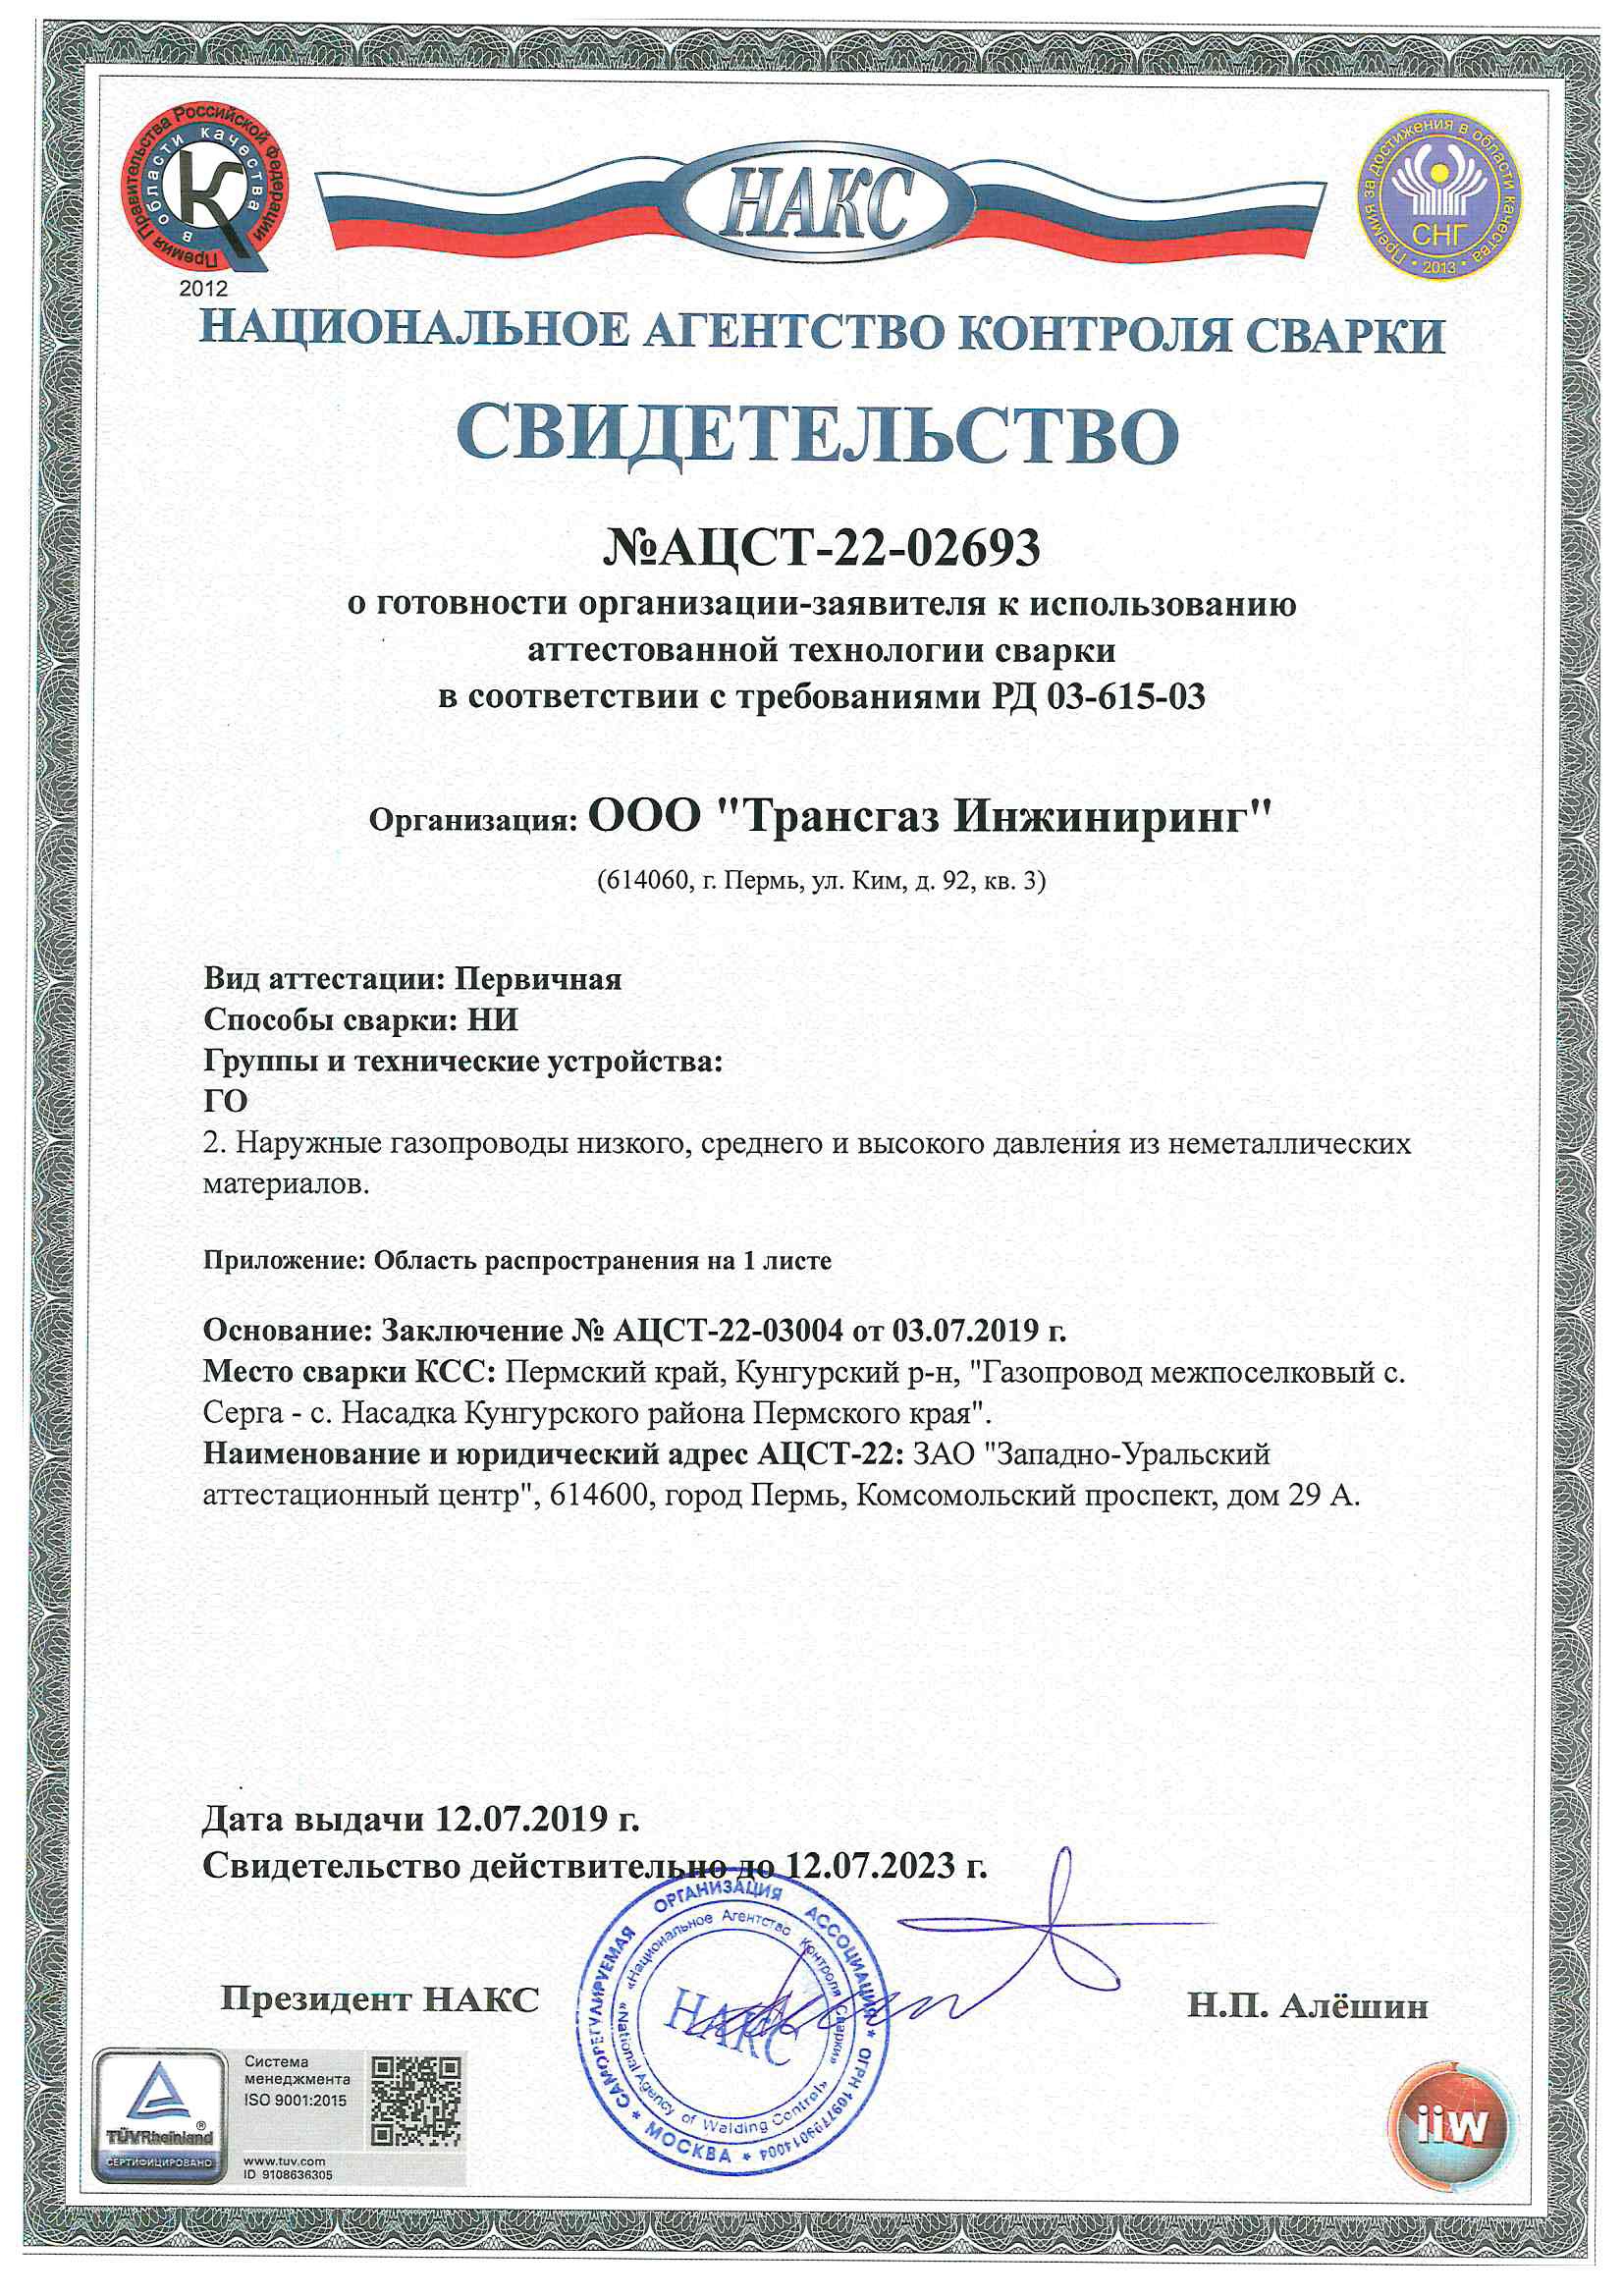 Премия Правительства Российской Федерации
в области качества
2012
НАКС
Премия за достижения в области качества
СНГ
• 2013 •
НАЦИОНАЛЬНОЕ АГЕНТСТВО КОНТРОЛЯ СВАРКИ
СВИДЕТЕЛЬСТВО
№АЦСТ-22-02693
о готовности организации-заявителя к использованию
аттестованной технологии сварки
в соответствии с требованиями РД 03-615-03
Организация: ООО "Трансгаз Инжиниринг"
(614060, г. Пермь, ул. Ким, д. 92, кв. 3)
Вид аттестации: Первичная
Способы сварки: НИ
Группы и технические устройства:
ГО
2. Наружные газопроводы низкого, среднего и высокого давления из неметаллических
материалов.
Приложение: Область распространения на 1 листе
Основание: Заключение № АЦСТ-22-03004 от 03.07.2019 г.
Место сварки КСС: Пермский край, Кунгурский р-н, "Газопровод межпоселковый с.
Серга - с. Насадка Кунгурского района Пермского края".
Наименование и юридический адрес АЦСТ-22: ЗАО "Западно-Уральский
аттестационный центр", 614600, город Пермь, Комсомольский проспект, дом 29 А.
Дата выдачи 12.07.2019 г.
Свидетельство действительно до 12.07.2023 г.
САМОРЕГУЛИРУЕМАЯ ОРГАНИЗАЦИЯ АССОЦИАЦИЯ * ОГРН 1097799014004 * МОСКВА *
«Национальное Агентство Контроля Сварки»
«National Agency of Welding Control»
НАКС
Президент НАКС
Н.П. Алёшин
TÜVRheinland®
СЕРТИФИЦИРОВАНО
Система
менеджмента
ISO 9001:2015
www.tuv.com
ID 9108636305
iiw